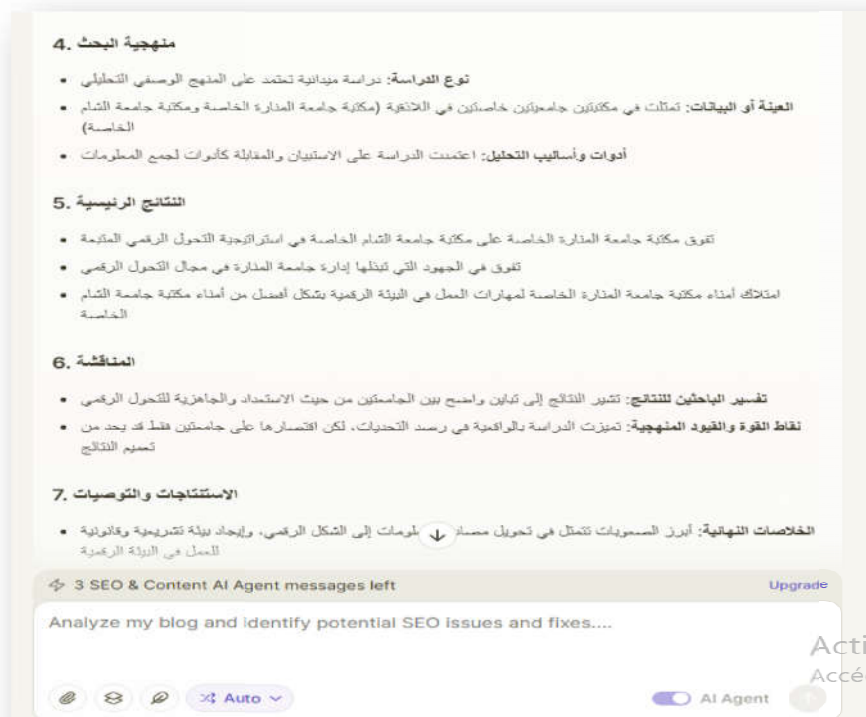 4. منهجية البحث
نوع الدراسة: دراسة ميدانية تعتمد على المنهج الوصفي التحليلي
العينة أو البيانات: تمثلت في مكتبتين جامعيتين خاصتين في اللاذقية (مكتبة جامعة المنارة الخاصة ومكتبة جامعة الشام
الخاصة)
أدوات وأساليب التحليل: اعتمدت الدراسة على الاستبيان والمقابلة كأدوات لجمع المعلومات
5. النتائج الرئيسية
تفوق مكتبة جامعة المنارة الخاصة على مكتبة جامعة الشام الخاصة في استراتيجية التحول الرقمي المتبعة
تفوق في الجهود التي تبذلها إدارة جامعة المنارة في مجال التحول الرقمي
امتلاك أمناء مكتبة جامعة المنارة الخاصة لمهارات العمل في البيئة الرقمية بشكل أفضل من أمناء مكتبة جامعة الشام
الخاصة
6. المناقشة
تفسير الباحثين للنتائج: تشير النتائج إلى تباين واضح بين الجامعتين من حيث الاستعداد والجاهزية للتحول الرقمي
نقاط القوة والقيود المنهجية: تميزت الدراسة بالواقعية في رصد التحديات، لكن اقتصارها على جامعتين فقط قد يحد من
تعميم النتائج
7. الاستنتاجات والتوصيات
الخلاصات النهائية: أبرز الصعوبات تتمثل في تحويل مصا لومات إلى الشكل الرقمي، وإيجاد بيئة تشريعية وقانونية
للعمل في البيئة الرقمية
3 SEO & Content AI Agent messages left
Upgrade
Analyze my blog and identify potential SEO issues and fixes....
Acti
Accé
Auto
AI Agent